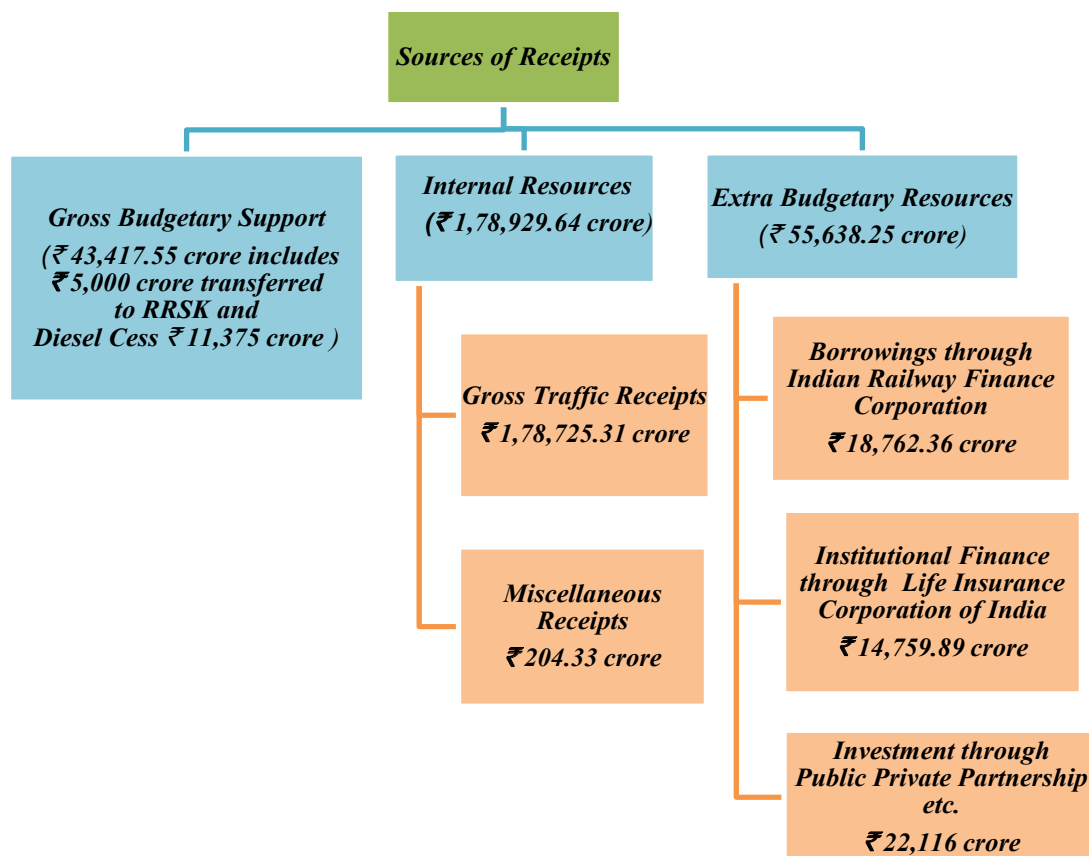 Sources of Receipts
Gross Budgetary Support
(₹ 43,417.55 crore includes
₹ 5,000 crore transferred
to RRSK and
Diesel Cess ₹ 11,375 crore )
Internal Resources
(₹ 1,78,929.64 crore)
Gross Traffic Receipts
₹ 1,78,725.31 crore
Miscellaneous
Receipts
₹ 204.33 crore
Extra Budgetary Resources
(₹ 55,638.25 crore)
Borrowings through
Indian Railway Finance
Corporation
₹ 18,762.36 crore
Institutional Finance
through Life Insurance
Corporation of India
₹ 14,759.89 crore
Investment through
Public Private Partnership
etc.
₹ 22,116 crore